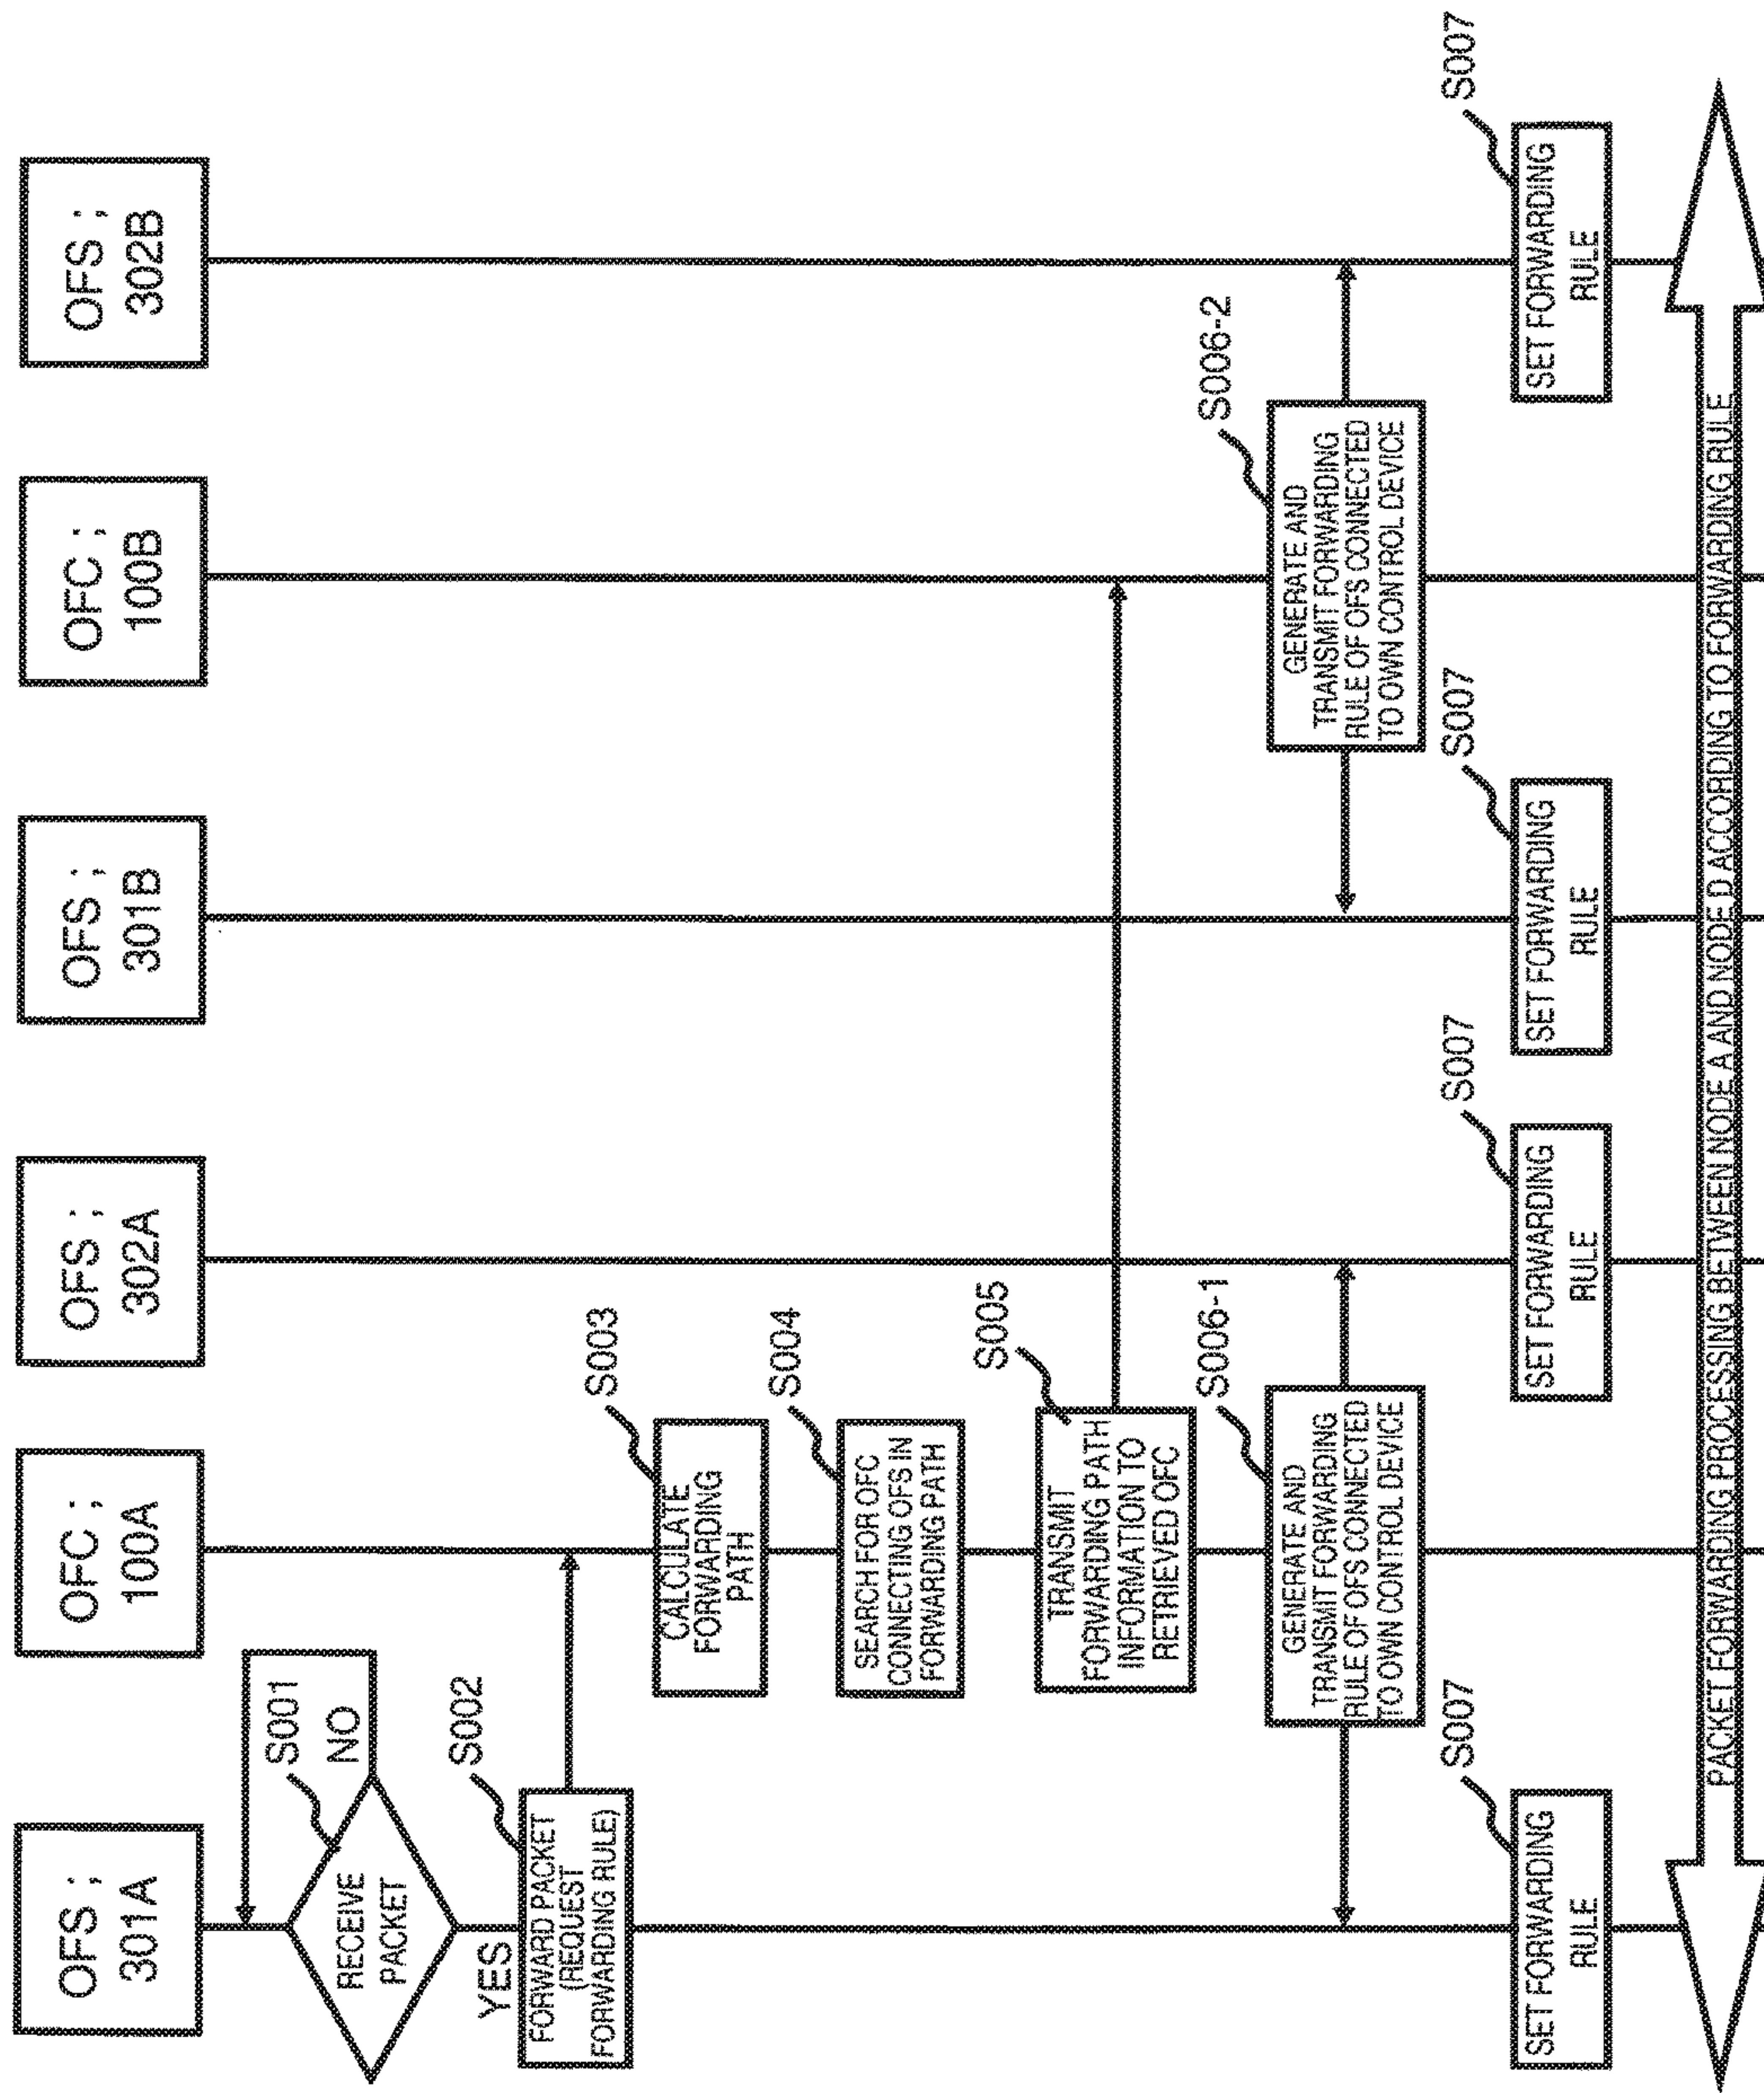 OFS ;
301A
OFC ;
100A
OFS ;
302A
OFS ;
301B
OFC ;
100B
OFS ;
302B
S001
NO
RECEIVE
PACKET
YES
S002
FORWARD PACKET
(REQUEST
FORWARDING RULE)
S003
CALCULATE
FORWARDING
PATH
S004
SEARCH FOR OFC
CONNECTING OFS IN
FORWARDING PATH
S005
TRANSMIT
FORWARDING PATH
INFORMATION TO
RETRIEVED OFC
S006-1
GENERATE AND
TRANSMIT FORWARDING
RULE OF OFS CONNECTED
TO OWN CONTROL DEVICE
S006-2
GENERATE AND
TRANSMIT FORWARDING
RULE OF OFS CONNECTED
TO OWN CONTROL DEVICE
S007
SET FORWARDING
RULE
S007
SET FORWARDING
RULE
S007
SET FORWARDING
RULE
S007
SET FORWARDING
RULE
PACKET FORWARDING PROCESSING BETWEEN NODE A AND NODE D ACCORDING TO FORWARDING RULE